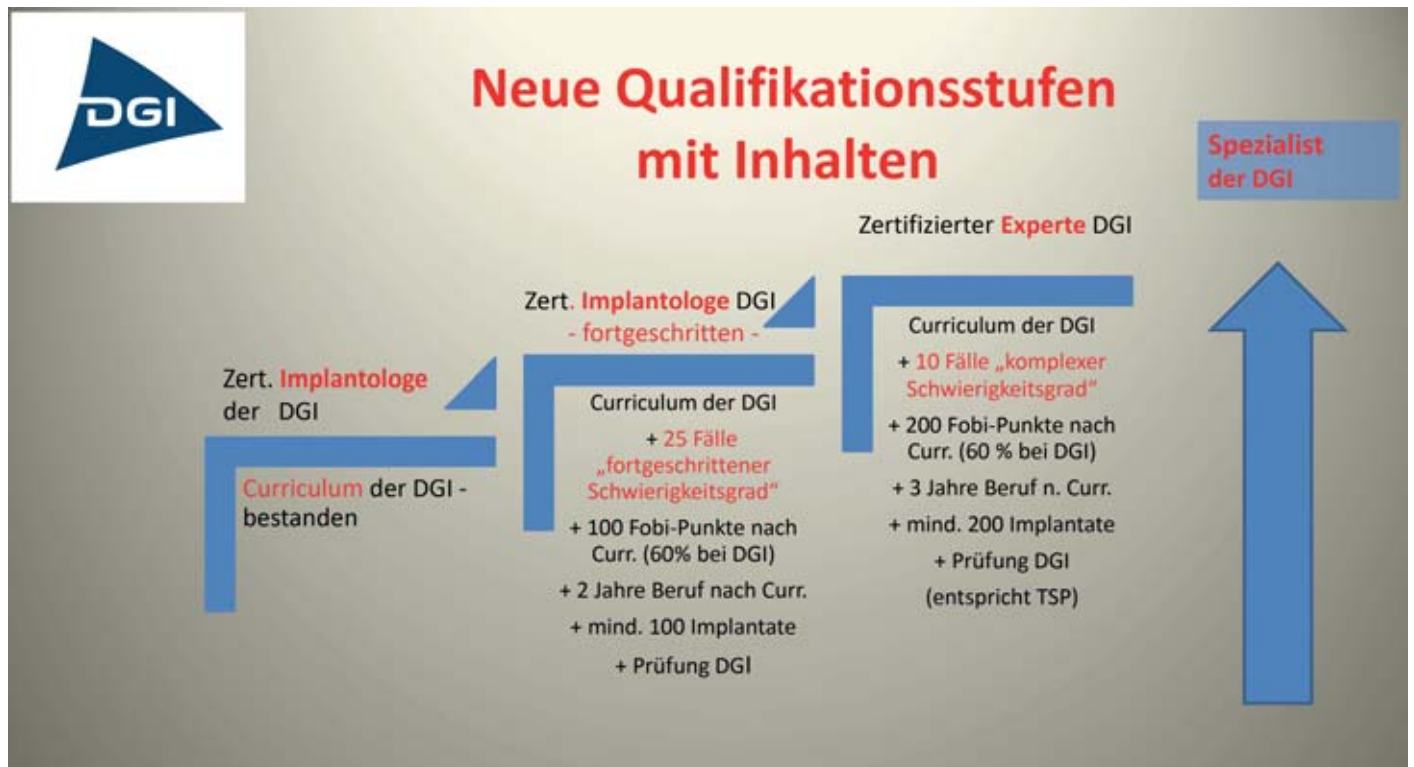 DGI
Neue Qualifikationsstufen
mit Inhalten
Zert. Implantologe
der DGI
Curriculum der DGI -
bestanden
Zert. Implantologe DGI
- fortgeschritten -
Curriculum der DGI
+ 25 Fälle
„fortgeschrittener
Schwierigkeitsgrad“
+ 100 Fobi-Punkte nach
Curr. (60% bei DGI)
+ 2 Jahre Beruf nach Curr.
+ mind. 100 Implantate
+ Prüfung DGI
Zertifizierter Experte DGI
Curriculum der DGI
+ 10 Fälle „komplexer
Schwierigkeitsgrad“
+ 200 Fobi-Punkte nach
Curr. (60 % bei DGI)
+ 3 Jahre Beruf n. Curr.
+ mind. 200 Implantate
+ Prüfung DGI
(entspricht TSP)
Spezialist
der DGI